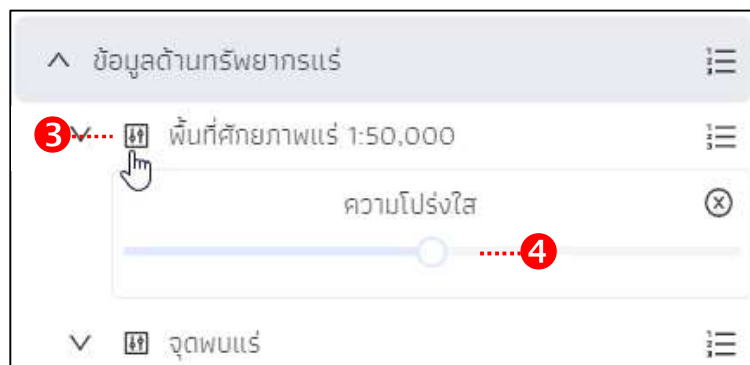 ข้อมูลด้านทรัพยากรแร่
3 พื้นที่ศักยภาพแร่ 1:50,000
ความโปร่งใส
4
จุดพบแร่